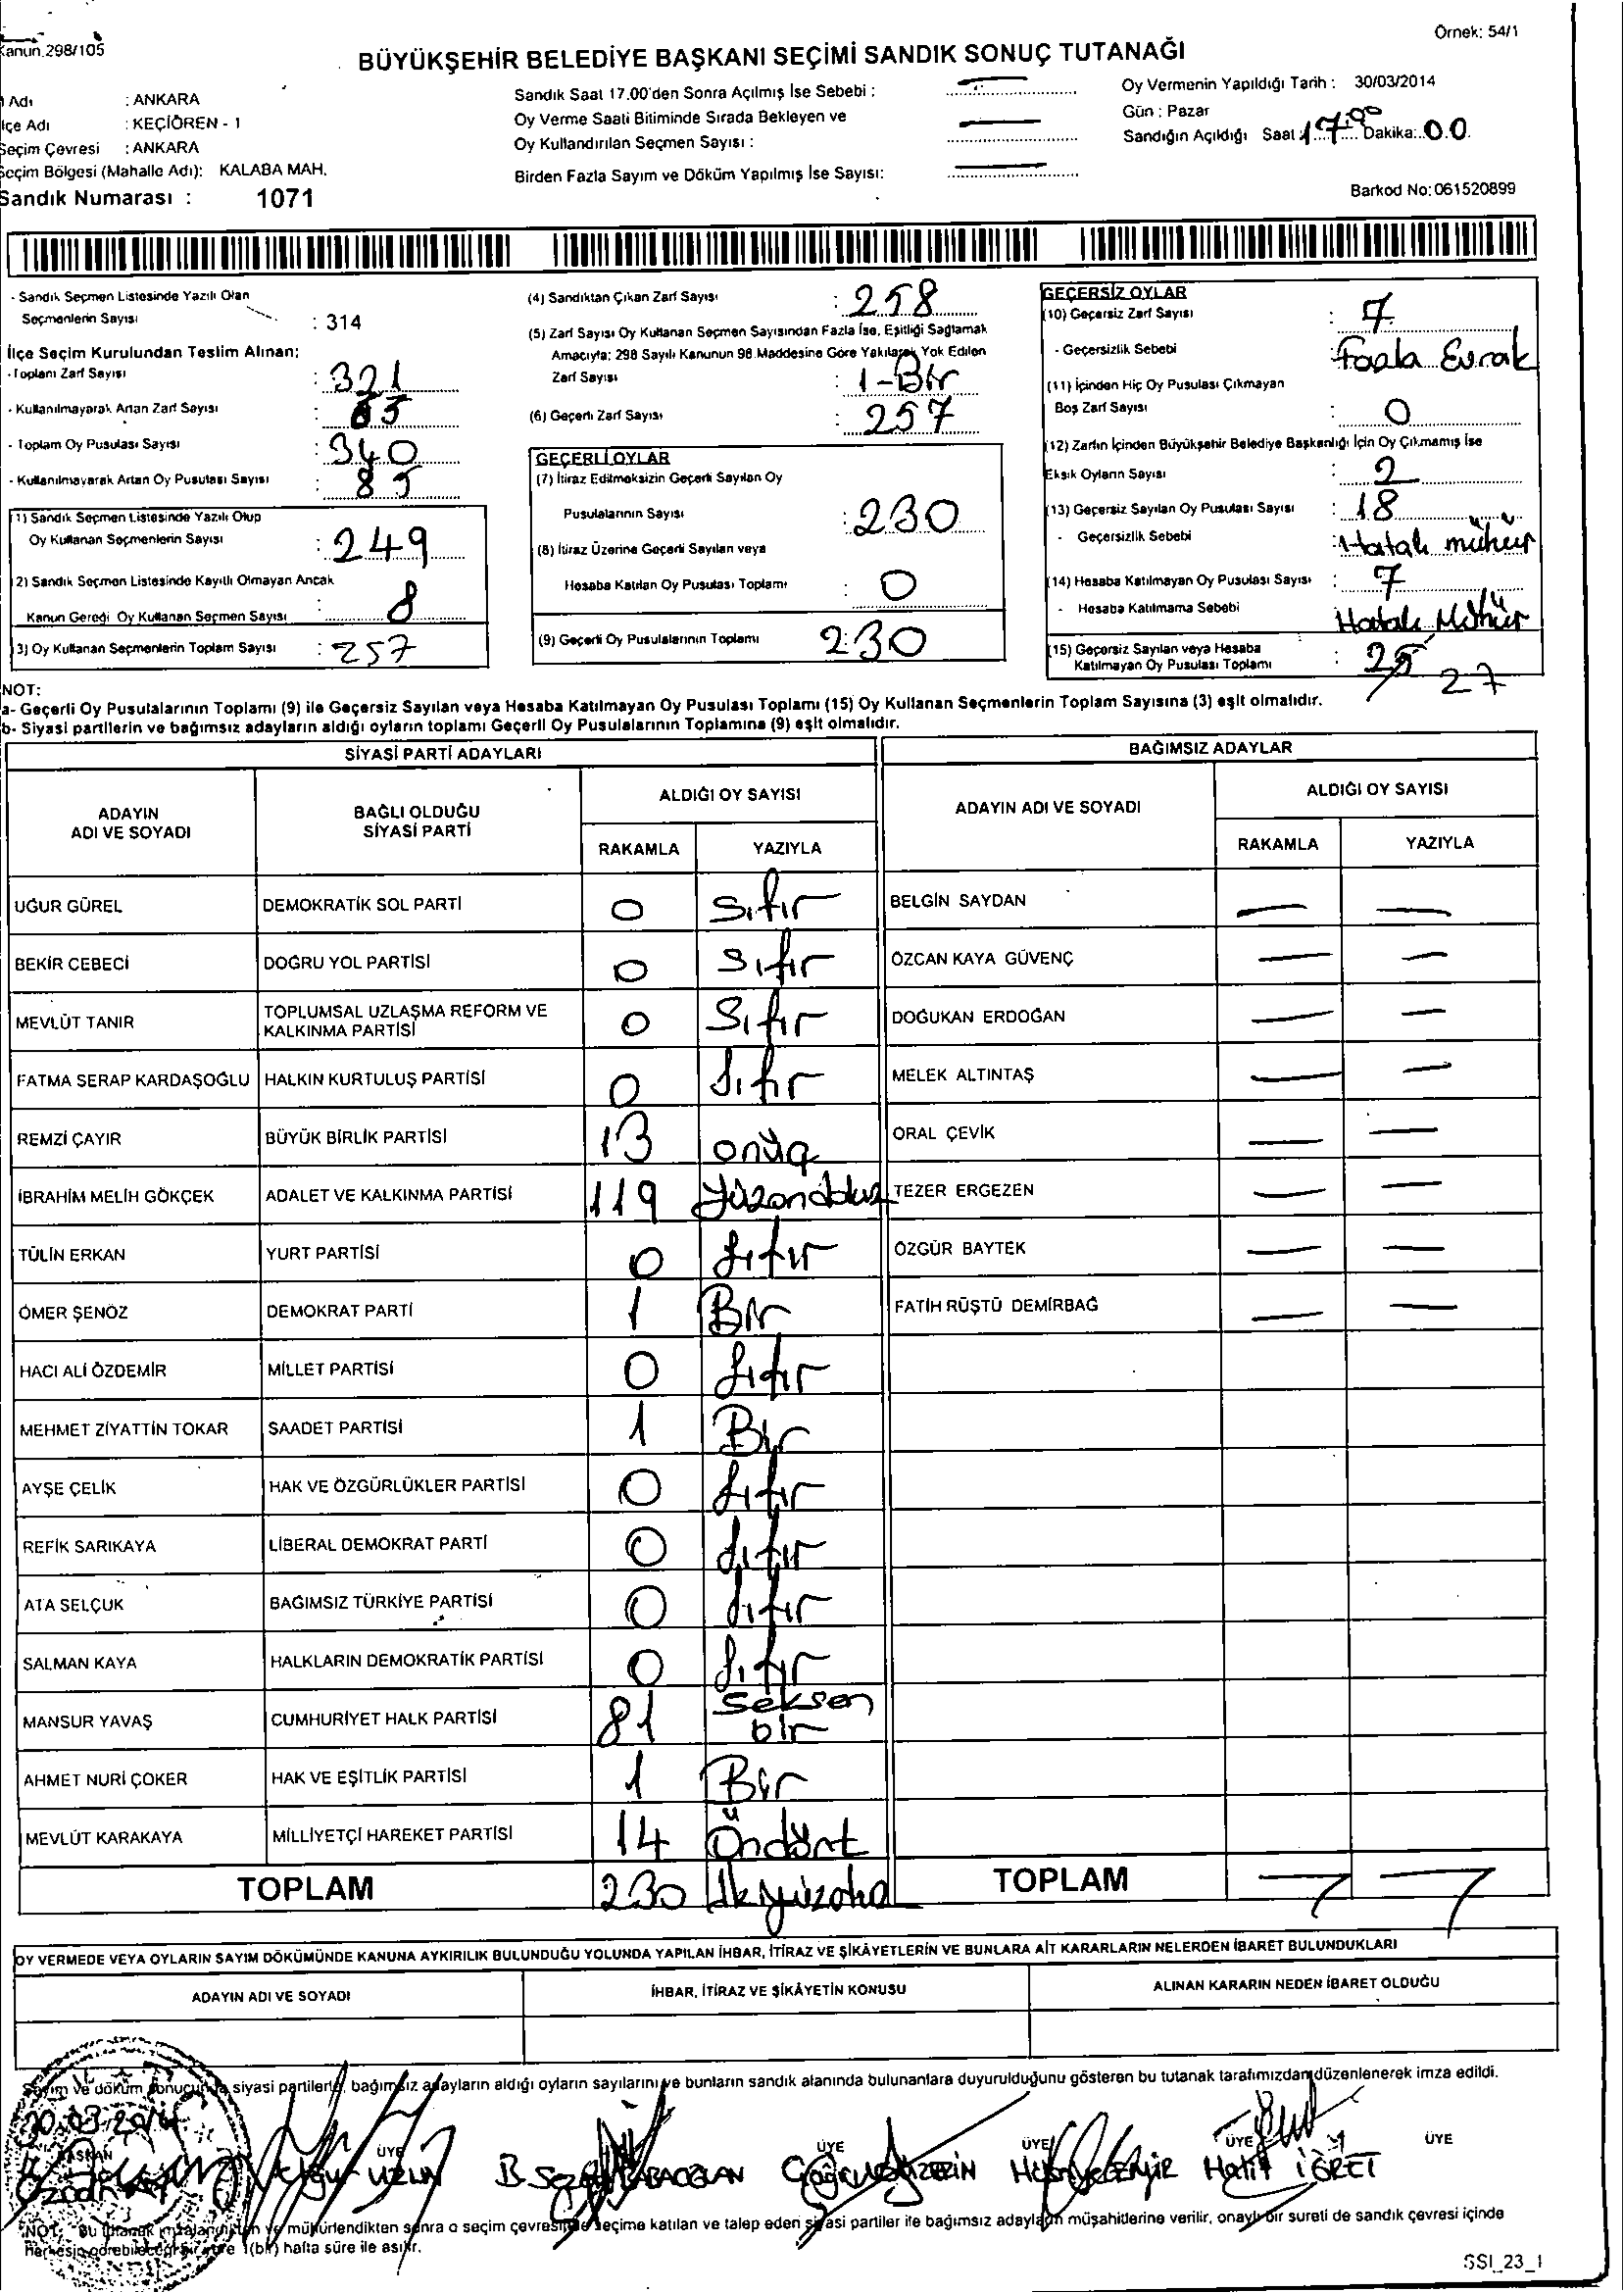 Kanun 298/105
Örnek: 54/1
BÜYÜKŞEHİR BELEDİYE BAŞKANI SEÇİMİ SANDIK SONUÇ TUTANAĞI
Adı : ANKARA
İlçe Adı : KEÇİÖREN - 1
Seçim Çevresi : ANKARA
Seçim Bölgesi (Mahalle Adı): KALABA MAH.
Sandık Numarası : 1071
Sandık Saat 17.00'den Sonra Açılmış İse Sebebi :
Oy Verme Saati Bitiminde Sırada Bekleyen ve
Oy Kullandırılan Seçmen Sayısı :
Birden Fazla Sayım ve Döküm Yapılmış İse Sayısı:
Oy Vermenin Yapıldığı Tarih : 30/03/2014
Gün : Pazar
Sandığın Açıldığı Saat : 17:00 Dakika: 00
Barkod No: 061520899
- Sandık Seçmen Listesinde Yazılı Olan
Seçmenlerin Sayısı : 314
İlçe Seçim Kurulundan Teslim Alınan:
- Toplam Zarf Sayısı : 321
- Kullanılmayarak Artan Zarf Sayısı :
- Toplam Oy Pusulası Sayısı : 340
- Kullanılmayarak Artan Oy Pusulası Sayısı : 85
(1) Sandık Seçmen Listesinde Yazılı Olup
Oy Kullanan Seçmenlerin Sayısı : 249
(2) Sandık Seçmen Listesinde Kayıtlı Olmayan Ancak
Kanun Gereği Oy Kullanan Seçmen Sayısı : 8
(3) Oy Kullanan Seçmenlerin Toplam Sayısı : 257
(4) Sandıktan Çıkan Zarf Sayısı : 258
(5) Zarf Sayısı Oy Kullanan Seçmen Sayısından Fazla İse, Eşitliği Sağlamak
Amacıyla; 298 Sayılı Kanunun 98.Maddesine Göre Yakılarak Yok Edilen
Zarf Sayısı : 1-Bir
(6) Geçerli Zarf Sayısı : 257
GEÇERLİ OYLAR
(7) İtiraz Edilmeksizin Geçerli Sayılan Oy
Pusulalarının Sayısı : 230
(8) İtiraz Üzerine Geçerli Sayılan veya
Hesaba Katılan Oy Pusulası Toplamı : 0
(9) Geçerli Oy Pusulalarının Toplamı 230
GEÇERSİZ OYLAR
(10) Geçersiz Zarf Sayısı : 7
- Geçersizlik Sebebi Fazla Evrak
(11) İçinden Hiç Oy Pusulası Çıkmayan
Boş Zarf Sayısı : 0
(12) Zarfın İçinden Büyükşehir Belediye Başkanlığı İçin Oy Çıkmamış İse
Eksik Oyların Sayısı : 2
(13) Geçersiz Sayılan Oy Pusulası Sayısı : 18
- Geçersizlik Sebebi : Hatalı mühür
(14) Hesaba Katılmayan Oy Pusulası Sayısı : 7
- Hesaba Katılmama Sebebi Hatalı Mühür
(15) Geçersiz Sayılan veya Hesaba
Katılmayan Oy Pusulası Toplamı : 25 27
NOT:
a- Geçerli Oy Pusulalarının Toplamı (9) ile Geçersiz Sayılan veya Hesaba Katılmayan Oy Pusulası Toplamı (15) Oy Kullanan Seçmenlerin Toplam Sayısına (3) eşit olmalıdır.
b- Siyasi partilerin ve bağımsız adayların aldığı oyların toplamı Geçerli Oy Pusulalarının Toplamına (9) eşit olmalıdır.
SİYASİ PARTİ ADAYLARI
ADAYIN ADI VE SOYADI
BAĞLI OLDUĞU SİYASİ PARTİ
ALDIĞI OY SAYISI
RAKAMLA YAZIYLA
UĞUR GÜREL DEMOKRATİK SOL PARTİ 0 Sıfır
BEKİR CEBECİ DOĞRU YOL PARTİSİ 0 Sıfır
MEVLÜT TANIR TOPLUMSAL UZLAŞMA REFORM VE KALKINMA PARTİSİ 0 Sıfır
FATMA SERAP KARDAŞOĞLU HALKIN KURTULUŞ PARTİSİ 0 Sıfır
REMZİ ÇAYIR BÜYÜK BİRLİK PARTİSİ 13 onüç
İBRAHİM MELİH GÖKÇEK ADALET VE KALKINMA PARTİSİ 119 Yüzondokuz
TÜLİN ERKAN YURT PARTİSİ 0 Sıfır
ÖMER ŞENÖZ DEMOKRAT PARTİ 1 Bir
HACI ALİ ÖZDEMİR MİLLET PARTİSİ 0 Sıfır
MEHMET ZİYATTİN TOKAR SAADET PARTİSİ 1 Bir
AYŞE ÇELİK HAK VE ÖZGÜRLÜKLER PARTİSİ 0 Sıfır
REFİK SARIKAYA LİBERAL DEMOKRAT PARTİ 0 Sıfır
ATA SELÇUK BAĞIMSIZ TÜRKİYE PARTİSİ 0 Sıfır
SALMAN KAYA HALKLARIN DEMOKRATİK PARTİSİ 0 Sıfır
MANSUR YAVAŞ CUMHURİYET HALK PARTİSİ 81 Seksen bir
AHMET NURİ ÇOKER HAK VE EŞİTLİK PARTİSİ 1 Bir
MEVLÜT KARAKAYA MİLLİYETÇİ HAREKET PARTİSİ 14 Ondört
TOPLAM 230
BAĞIMSIZ ADAYLAR
ADAYIN ADI VE SOYADI
ALDIĞI OY SAYISI
RAKAMLA YAZIYLA
BELGİN SAYDAN
ÖZCAN KAYA GÜVENÇ
DOĞUKAN ERDOĞAN
MELEK ALTINTAŞ
ORAL ÇEVİK
TEZER ERGEZEN
ÖZGÜR BAYTEK
FATİH RÜŞTÜ DEMİRBAĞ
TOPLAM
OY VERMEDE VEYA OYLARIN SAYIM DÖKÜMÜNDE KANUNA AYKIRILIK BULUNDUĞU YOLUNDA YAPILAN İHBAR, İTİRAZ VE ŞİKÂYETLERİN VE BUNLARA AİT KARARLARIN NELERDEN İBARET BULUNDUKLARI
ADAYIN ADI VE SOYADI İHBAR, İTİRAZ VE ŞİKÂYETİN KONUSU ALINAN KARARIN NEDEN İBARET OLDUĞU
Sayım ve döküm sonucunda siyasi partilerle, bağımsız adayların aldığı oyların sayılarını ve bunların sandık alanında bulunanlara duyurulduğunu gösteren bu tutanak tarafımızdan düzenlenerek imza edildi.
30.03.2014
BAŞKAN ÜYE ÜYE ÜYE ÜYE ÜYE
UZUN Halit
NOT: Bu tutanak imzalandıktan ve mühürlendikten sonra o seçim çevresinde seçime katılan ve talep eden siyasi partiler ile bağımsız adayların müşahitlerine verilir, onaylı bir sureti de sandık çevresi içinde
herkesin görebileceği bir yere 1(bir) hafta süre ile asılır.
SSI_23_1